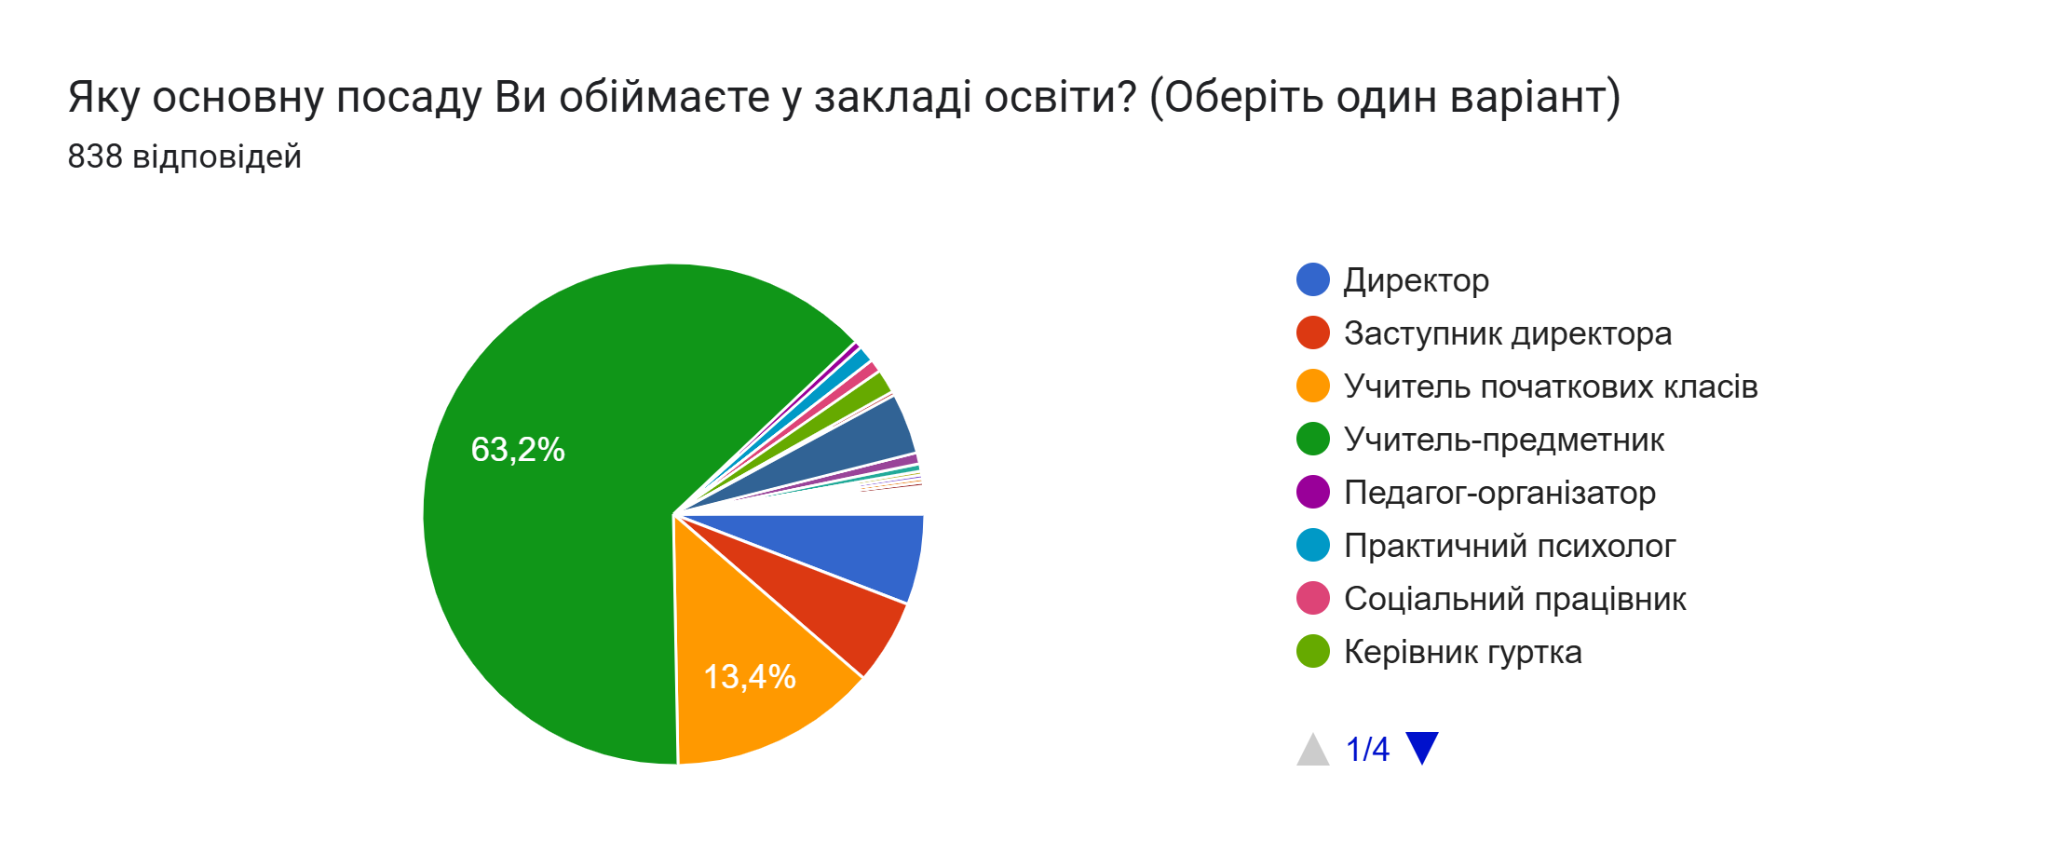 Яку основну посаду Ви обіймаєте у закладі освіти? (Оберіть один варіант)
838 відповідей
63,2%
13,4%
Директор
Заступник директора
Учитель початкових класів
Учитель-предметник
Педагог-організатор
Практичний психолог
Соціальний працівник
Керівник гуртка
1/4